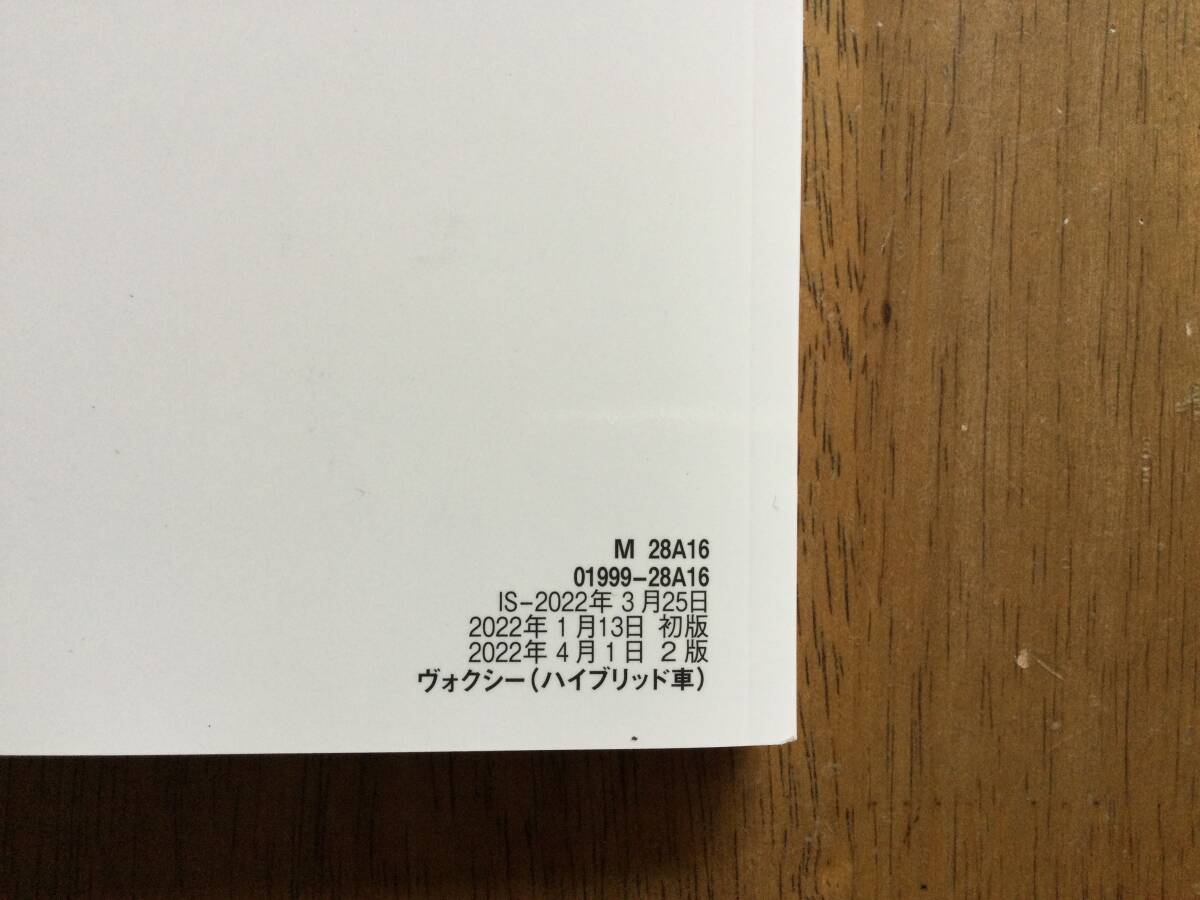 M 28A16
01999-28A16
IS-2022年3月25日
2022年1月13日 初版
2022年4月1日 2版
ヴォクシー(ハイブリッド車)